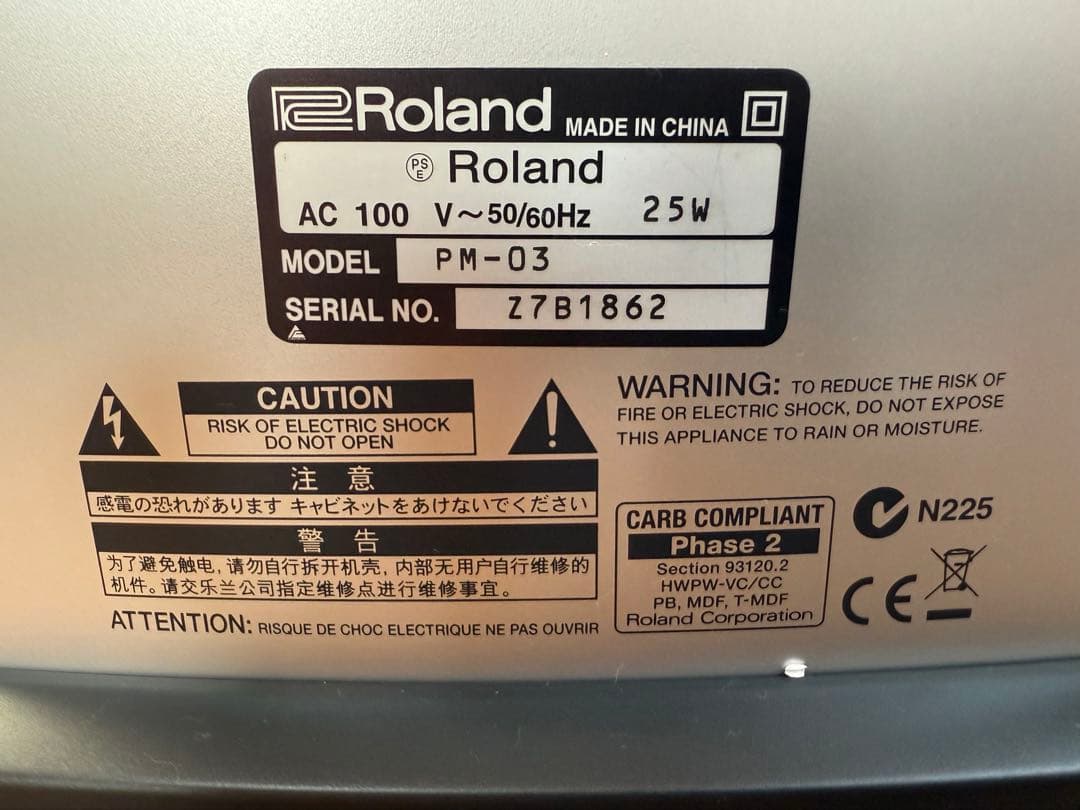 Roland MADE IN CHINA
PSE Roland
AC 100 V～50/60Hz 25W
MODEL PM-03
SERIAL NO. Z7B1862
CAUTION
RISK OF ELECTRIC SHOCK
DO NOT OPEN
注 意
感電の恐れがあります キャビネットをあけないでください
警 告
为了避免触电，请勿自行拆开机壳，内部无用户自行维修的
机件。请交乐兰公司指定维修点进行维修事宜。
ATTENTION: RISQUE DE CHOC ELECTRIQUE NE PAS OUVRIR
WARNING: TO REDUCE THE RISK OF
FIRE OR ELECTRIC SHOCK, DO NOT EXPOSE
THIS APPLIANCE TO RAIN OR MOISTURE.
CARB COMPLIANT
Phase 2
Section 93120.2
HWPW-VC/CC
PB, MDF, T-MDF
Roland Corporation
N225
CE